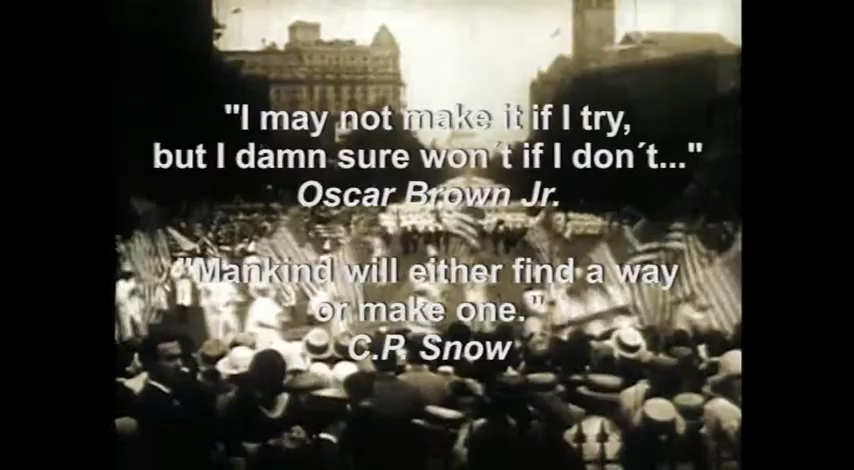 "I may not make it if I try,
but I damn sure won´t if I don´t..."
Oscar Brown Jr.
"Mankind will either find a way
or make one."
C.P. Snow